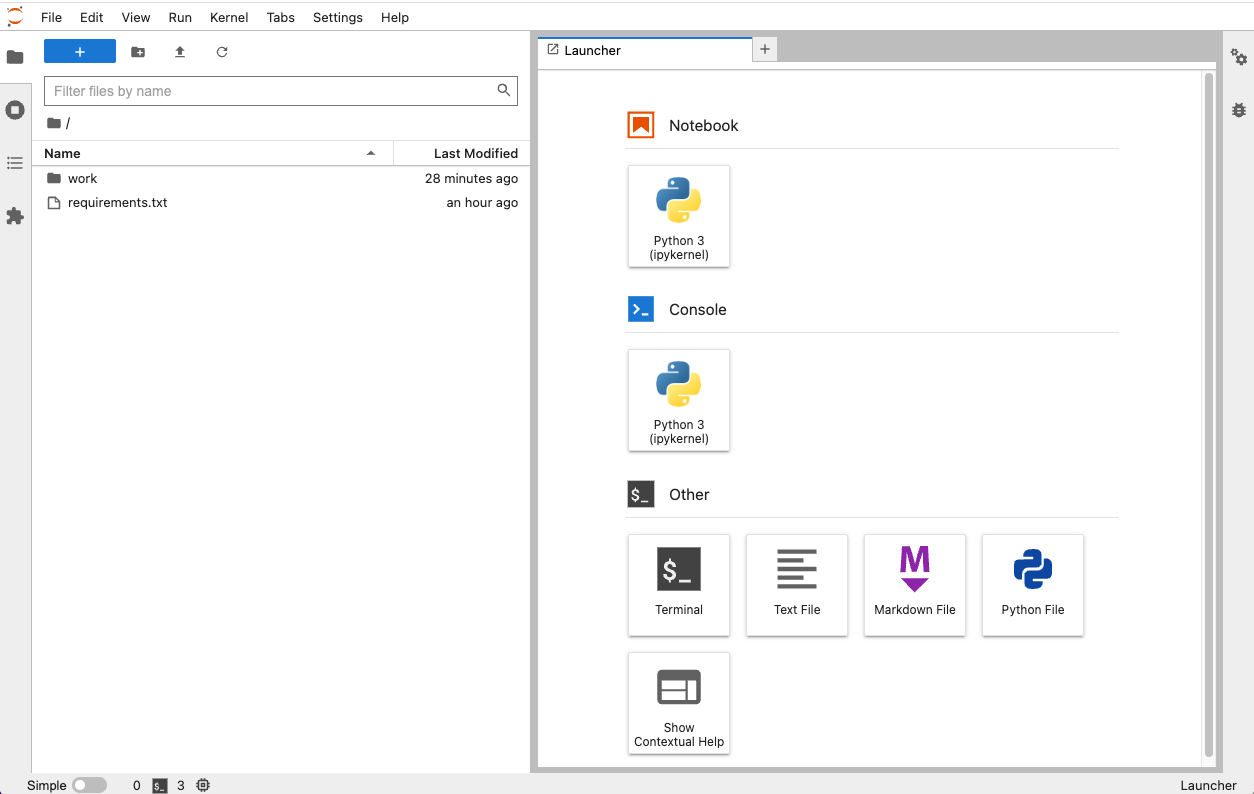 File Edit View Run Kernel Tabs Settings Help
Launcher
Filter files by name
/
Name Last Modified
work 28 minutes ago
requirements.txt an hour ago
Notebook
Python 3
(ipykernel)
Console
Python 3
(ipykernel)
$_ Other
$_
Terminal Text File Markdown File Python File
Show
Contextual Help
Simple 0 $_ 3 Launcher